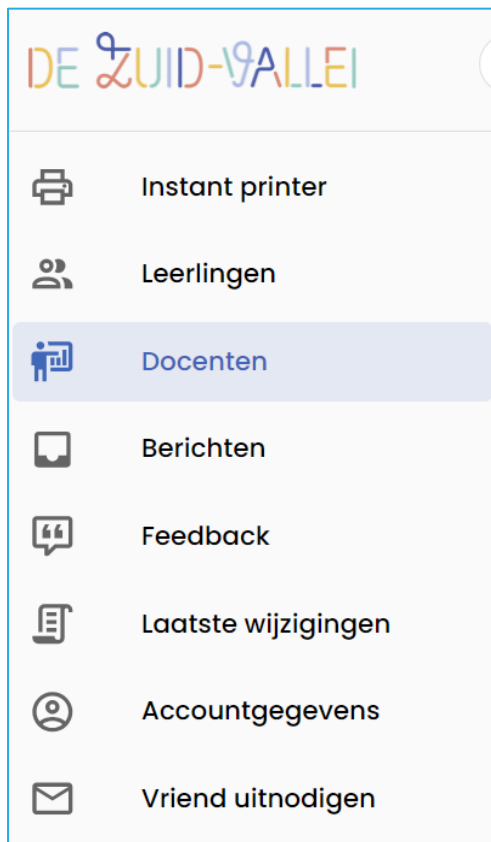 DE ZUID-VALLEI
Instant printer
Leerlingen
Docenten
Berichten
Feedback
Laatste wijzigingen
Accountgegevens
Vriend uitnodigen